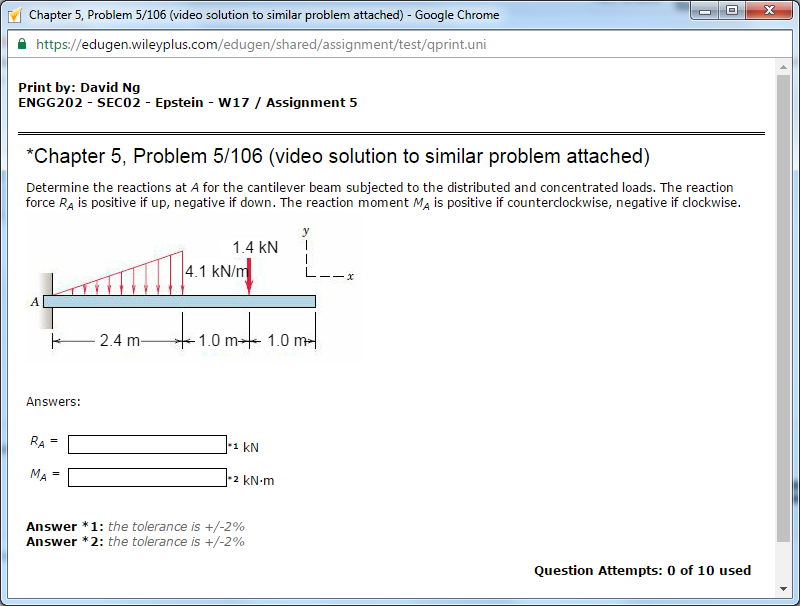 Chapter 5, Problem 5/106 (video solution to similar problem attached) - Google Chrome
https://edugen.wileyplus.com/edugen/shared/assignment/test/qprint.uni
Print by: David Ng
ENGG202 - SEC02 - Epstein - W17 / Assignment 5
*Chapter 5, Problem 5/106 (video solution to similar problem attached)
Determine the reactions at A for the cantilever beam subjected to the distributed and concentrated loads. The reaction
force RA is positive if up, negative if down. The reaction moment MA is positive if counterclockwise, negative if clockwise.
y
1.4 kN
4.1 kN/m
x
A
2.4 m 1.0 m 1.0 m
Answers:
RA = *1 kN
MA = *2 kN·m
Answer *1: the tolerance is +/-2%
Answer *2: the tolerance is +/-2%
Question Attempts: 0 of 10 used